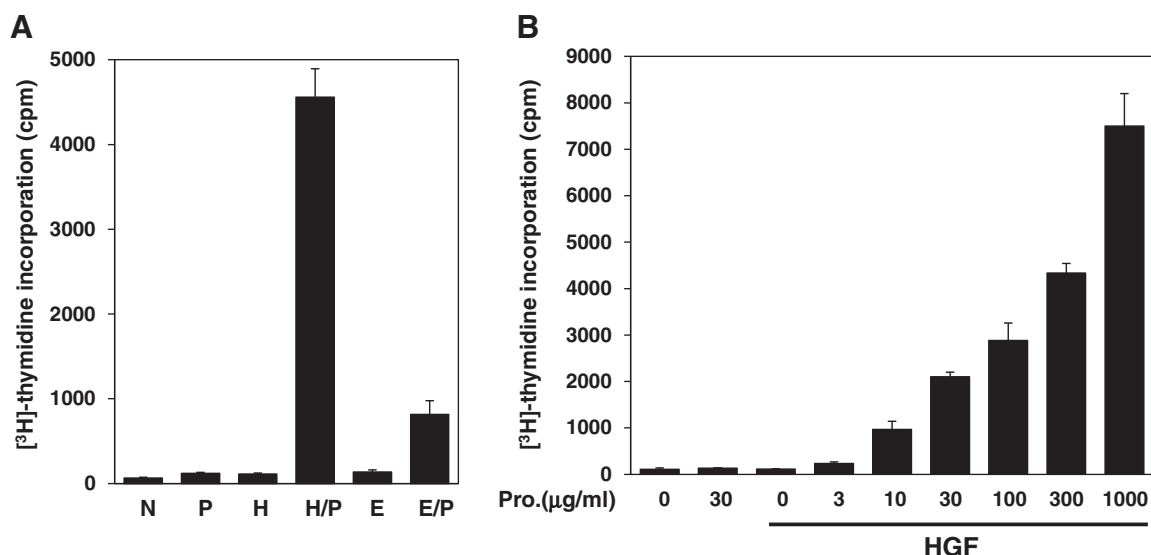 A
[³H]-thymidine incorporation (cpm)
5000
4000
3000
2000
1000
0
N P H H/P E E/P
B
[³H]-thymidine incorporation (cpm)
9000
8000
7000
6000
5000
4000
3000
2000
1000
0
Pro.(μg/ml) 0 30 0 3 10 30 100 300 1000
HGF